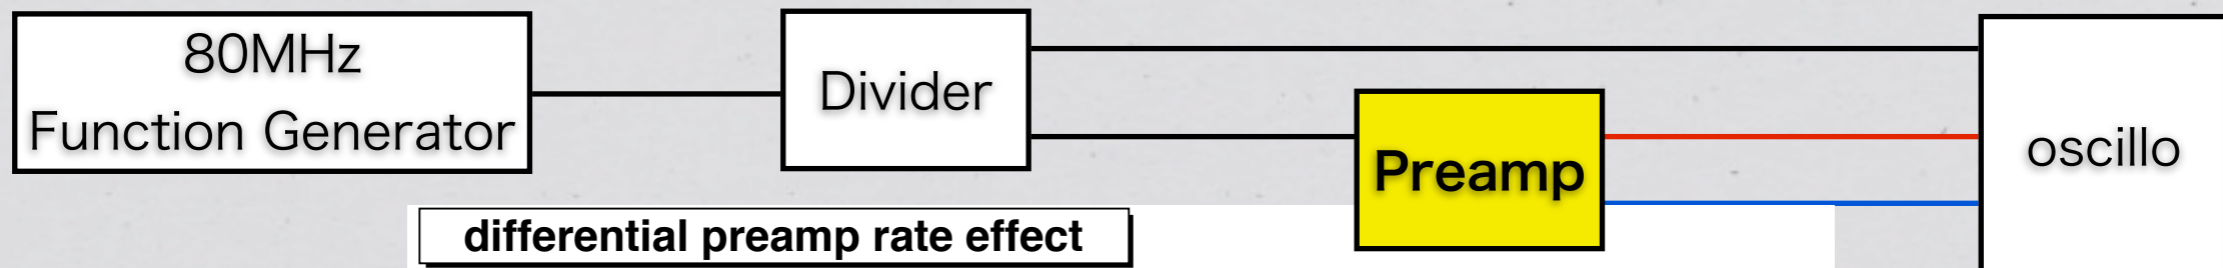 80MHz
Function Generator
Divider
Preamp
oscillo
differential preamp rate effect